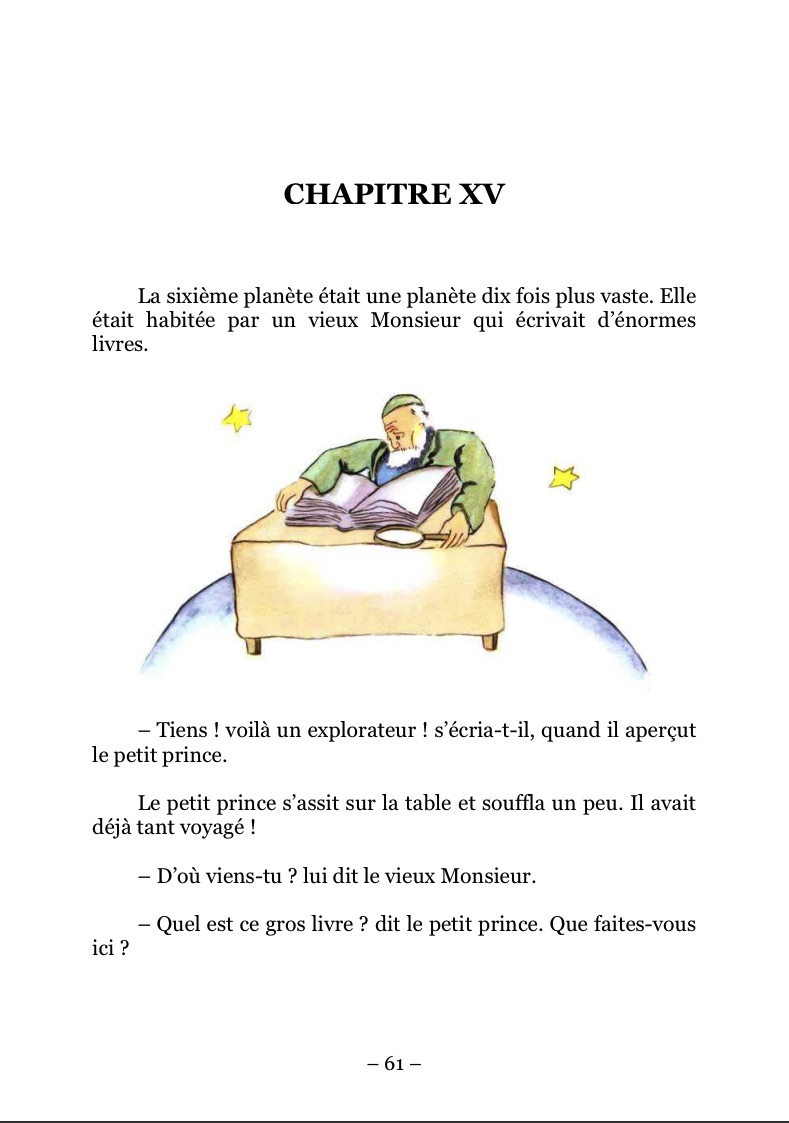 CHAPITRE XV
La sixième planète était une planète dix fois plus vaste. Elle
était habitée par un vieux Monsieur qui écrivait d’énormes
livres.
– Tiens ! voilà un explorateur ! s’écria-t-il, quand il aperçut
le petit prince.
Le petit prince s’assit sur la table et souffla un peu. Il avait
déjà tant voyagé !
– D’où viens-tu ? lui dit le vieux Monsieur.
– Quel est ce gros livre ? dit le petit prince. Que faites-vous
ici ?
– 61 –